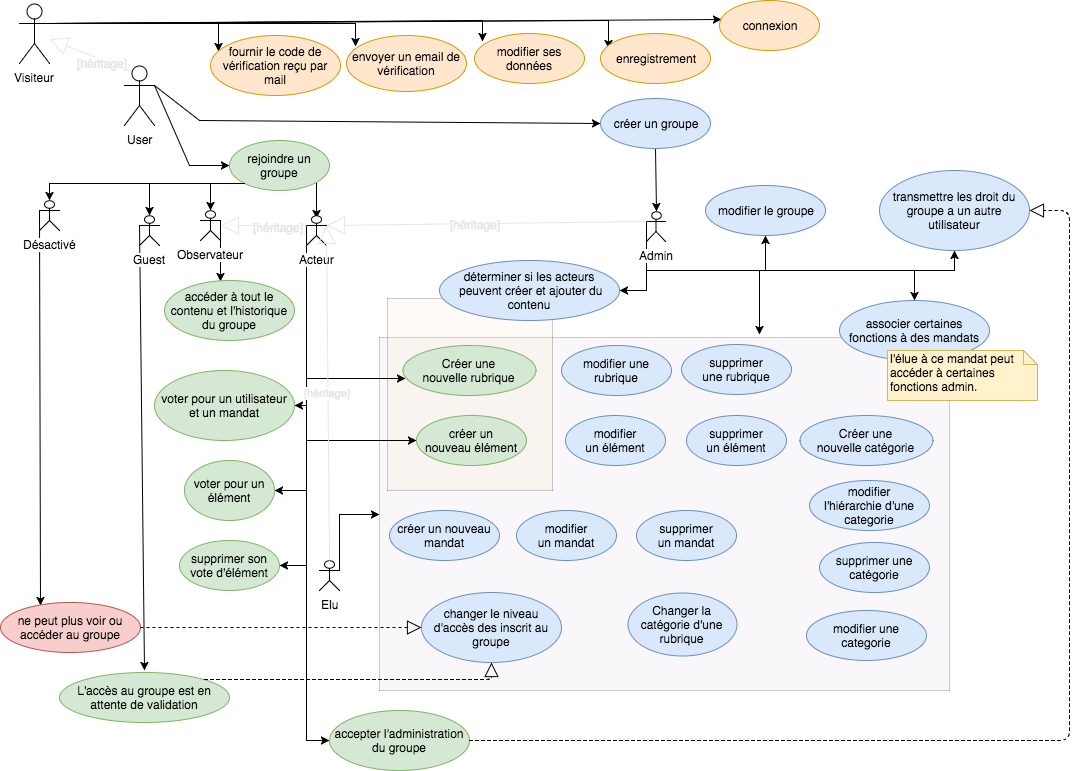 connexion
fournir le code de
vérification reçu par
mail
envoyer un email de
vérification
modifier ses
données
enregistrement
Visiteur
[héritage]
User
créer un groupe
rejoindre un
groupe
modifier le groupe
transmettre les droit du
groupe a un autre
utilisateur
Désactivé
Guest
Observateur
[héritage]
Acteur
[héritage]
Admin
déterminer si les acteurs
peuvent créer et ajouter du
contenu
accéder à tout le
contenu et l'historique
du groupe
associer certaines
fonctions à des mandats
l'élue à ce mandat peut
accéder à certaines
fonctions admin.
Créer une
nouvelle rubrique
modifier une
rubrique
supprimer
une rubrique
[héritage]
voter pour un utilisateur
et un mandat
créer un
nouveau élément
modifier
un élément
supprimer
un élément
Créer une
nouvelle catégorie
voter pour un
élément
modifier
l'hiérarchie d'une
categorie
créer un nouveau
mandat
modifier
un mandat
supprimer
un mandat
supprimer son
vote d'élément
supprimer une
catégorie
Elu
ne peut plus voir ou
accéder au groupe
changer le niveau
d'accès des inscrit au
groupe
Changer la
catégorie d'une
rubrique
modifier une
categorie
L'accès au groupe est en
attente de validation
accepter l'administration
du groupe